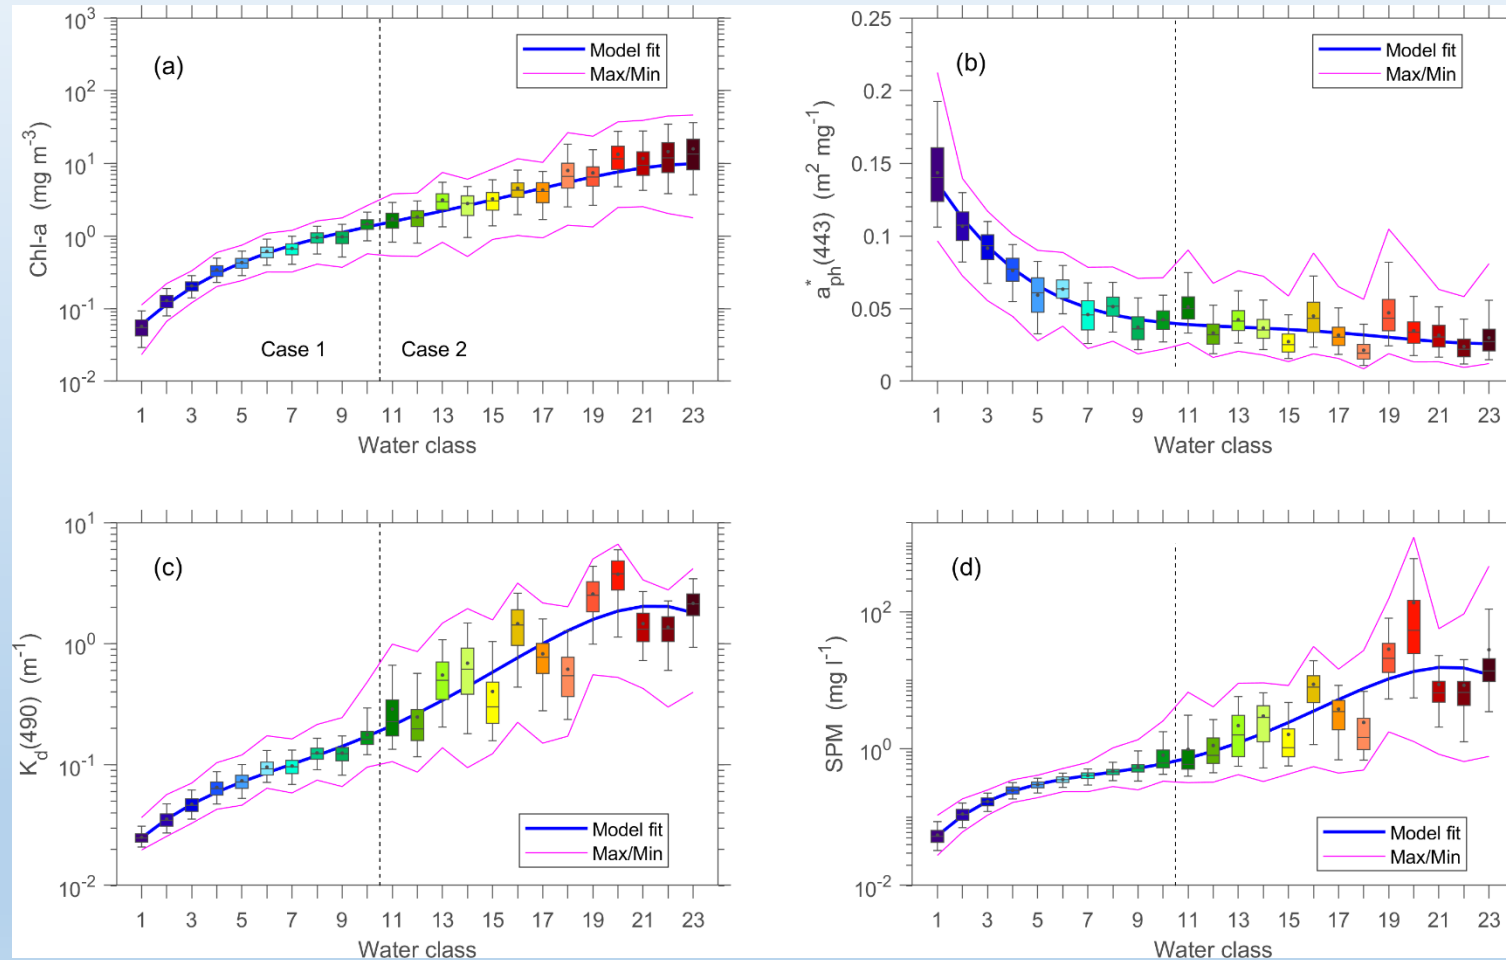 (a)
Model fit
Max/Min
Case 1
Case 2
Chl-a (mg m⁻³)
10³
10²
10¹
10⁰
10⁻¹
10⁻²
1 3 5 7 9 11 13 15 17 19 21 23
Water class
(b)
Model fit
Max/Min
a*ph(443) (m² mg⁻¹)
0.25
0.2
0.15
0.1
0.05
0
1 3 5 7 9 11 13 15 17 19 21 23
Water class
(c)
Model fit
Max/Min
Kd(490) (m⁻¹)
10¹
10⁰
10⁻¹
10⁻²
1 3 5 7 9 11 13 15 17 19 21 23
Water class
(d)
Model fit
Max/Min
SPM (mg l⁻¹)
10²
10⁰
10⁻²
1 3 5 7 9 11 13 15 17 19 21 23
Water class